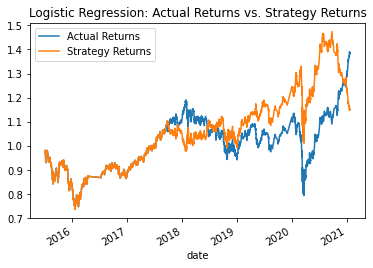 Logistic Regression: Actual Returns vs. Strategy Returns
Actual Returns
Strategy Returns
1.5
1.4
1.3
1.2
1.1
1.0
0.9
0.8
0.7
2016 2017 2018 2019 2020 2021
date